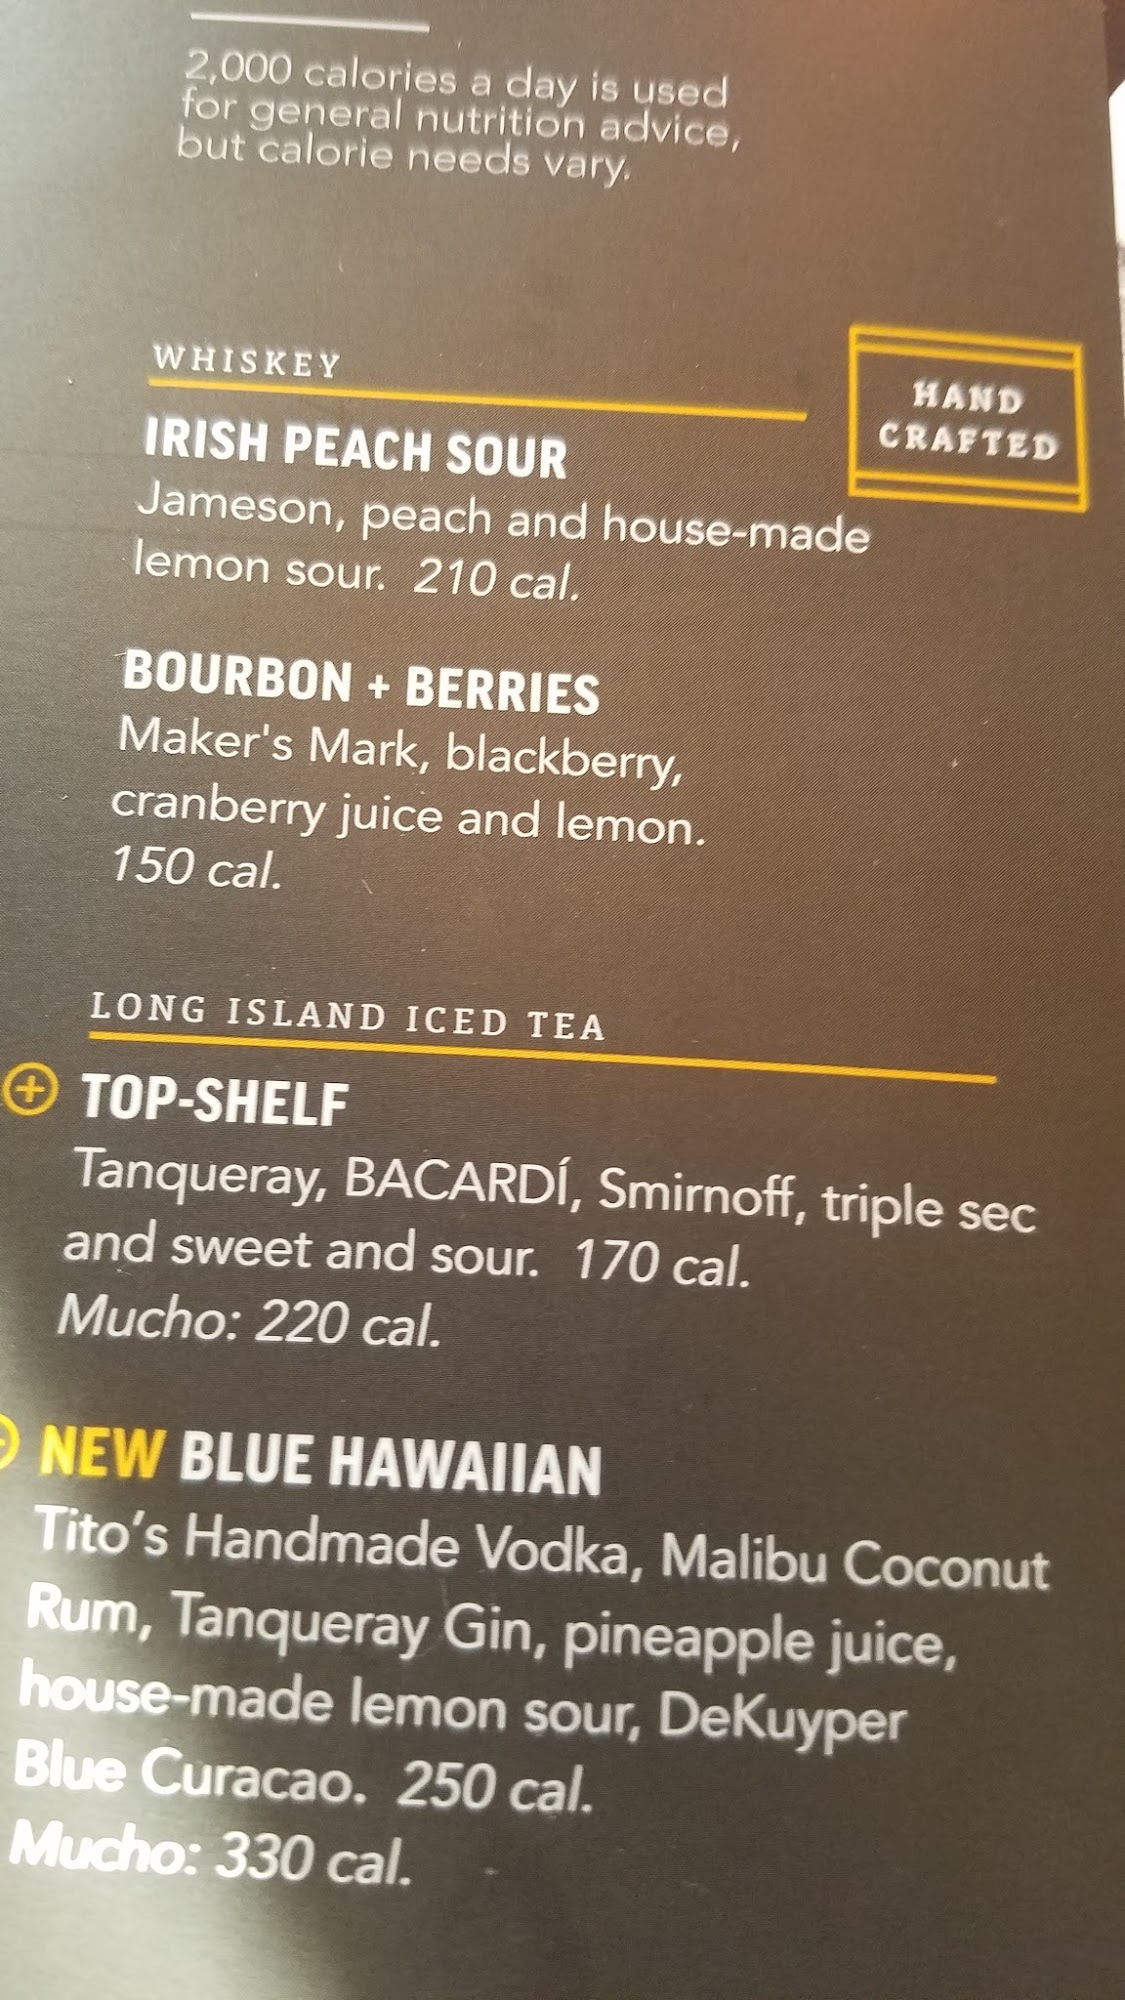 2,000 calories a day is used
for general nutrition advice,
but calorie needs vary.
WHISKEY
HAND
CRAFTED
IRISH PEACH SOUR
Jameson, peach and house-made
lemon sour. 210 cal.
BOURBON + BERRIES
Maker's Mark, blackberry,
cranberry juice and lemon.
150 cal.
LONG ISLAND ICED TEA
TOP-SHELF
Tanqueray, BACARDÍ, Smirnoff, triple sec
and sweet and sour. 170 cal.
Mucho: 220 cal.
NEW BLUE HAWAIIAN
Tito's Handmade Vodka, Malibu Coconut
Rum, Tanqueray Gin, pineapple juice,
house-made lemon sour, DeKuyper
Blue Curacao. 250 cal.
Mucho: 330 cal.